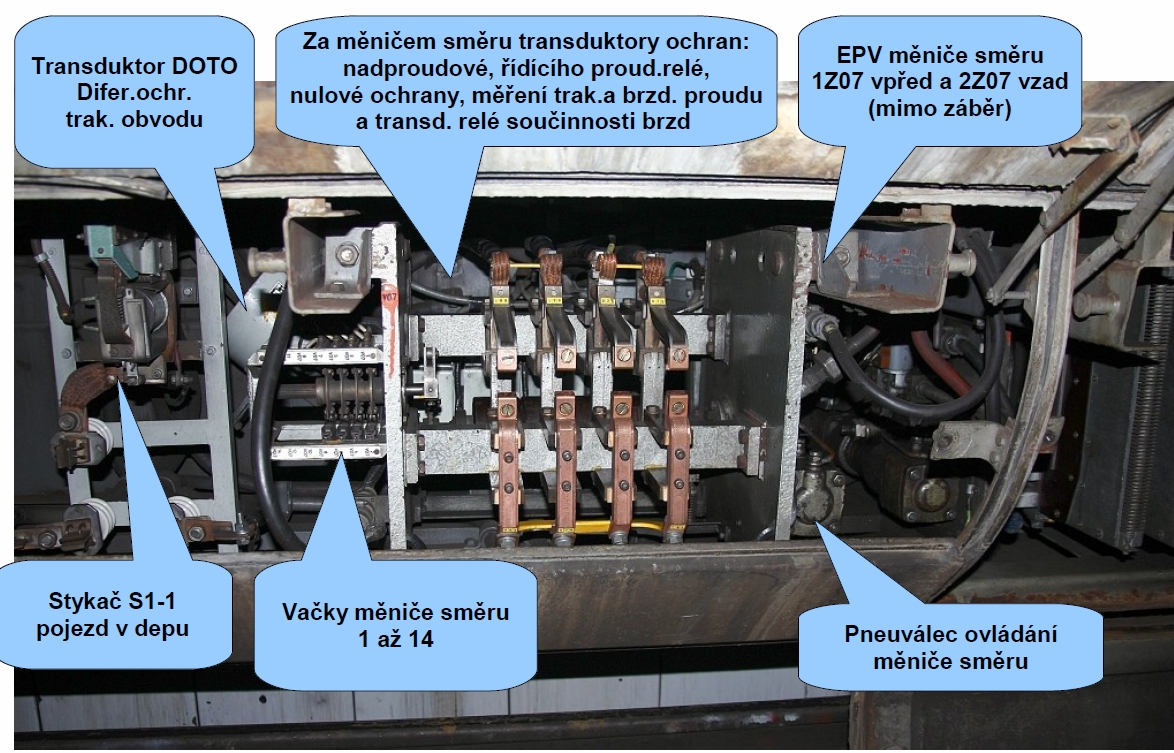 Transduktor DOTO
Difer.ochr.
trak. obvodu
Za měničem směru transduktory ochran:
nadproudové, řídícího proud.relé,
nulové ochrany, měření trak.a brzd. proudu
a transd. relé součinnosti brzd
EPV měniče směru
1Z07 vpřed a 2Z07 vzad
(mimo záběr)
Stykač S1-1
pojezd v depu
Vačky měniče směru
1 až 14
Pneuválec ovládání
měniče směru